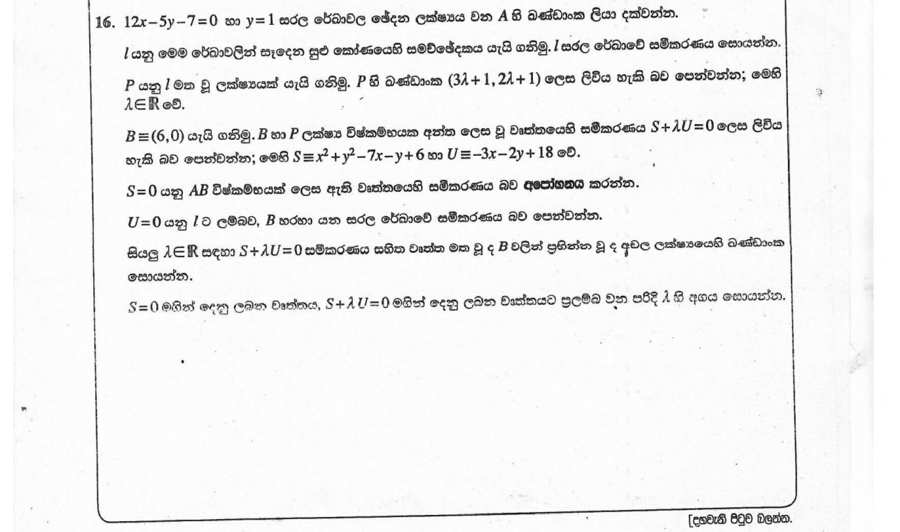 16. 12x−5y−7=0 හා y=1 සරල රේඛාවල ඡේදන ලක්ෂ්‍යය වන A හි ඛණ්ඩාංක ලියා දක්වන්න.
l යනු මෙම රේඛාවලින් සෑදෙන සුළු කෝණයෙහි සමච්ඡේදකය යැයි ගනිමු. l සරල රේඛාවේ සමීකරණය සොයන්න.
P යනු l මත වූ ලක්ෂ්‍යයක් යැයි ගනිමු. P හි ඛණ්ඩාංක (3λ+1, 2λ+1) ලෙස ලිවිය හැකි බව පෙන්වන්න; මෙහි
λ∈ℝ වේ.
B≡(6,0) යැයි ගනිමු. B හා P ලක්ෂ්‍ය විෂ්කම්භයක අන්ත ලෙස වූ වෘත්තයෙහි සමීකරණය S+λU=0 ලෙස ලිවිය
හැකි බව පෙන්වන්න; මෙහි S≡x²+y²−7x−y+6 හා U≡−3x−2y+18 වේ.
S=0 යනු AB විෂ්කම්භයක් ලෙස ඇති වෘත්තයෙහි සමීකරණය බව අපෝහනය කරන්න.
U=0 යනු l ට ලම්බව, B හරහා යන සරල රේඛාවේ සමීකරණය බව පෙන්වන්න.
සියලු λ∈ℝ සඳහා S+λU=0 සමීකරණය සහිත වෘත්ත මත වූ ද B වලින් ප්‍රභින්න වූ ද අචල ලක්ෂ්‍යයෙහි ඛණ්ඩාංක
සොයන්න.
S=0 මගින් දෙනු ලබන වෘත්තය, S+λU=0 මගින් දෙනු ලබන වෘත්තයට ප්‍රලම්බ වන පරිදි λ හි අගය සොයන්න.
[දහවැනි පිටුව බලන්න.